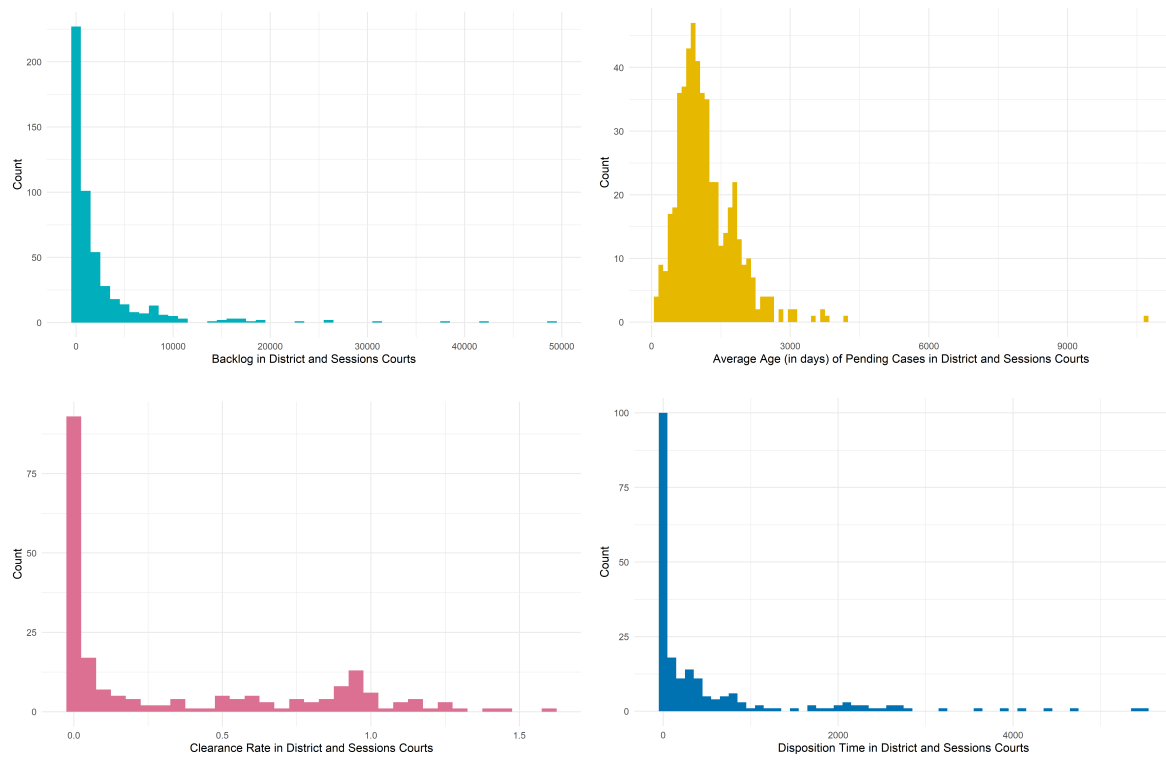 200
150
100
50
0
Count
0 10000 20000 30000 40000 50000
Backlog in District and Sessions Courts
40
30
20
10
0
Count
0 3000 6000 9000
Average Age (in days) of Pending Cases in District and Sessions Courts
75
50
25
0
Count
0.0 0.5 1.0 1.5
Clearance Rate in District and Sessions Courts
100
75
50
25
0
Count
0 2000 4000
Disposition Time in District and Sessions Courts